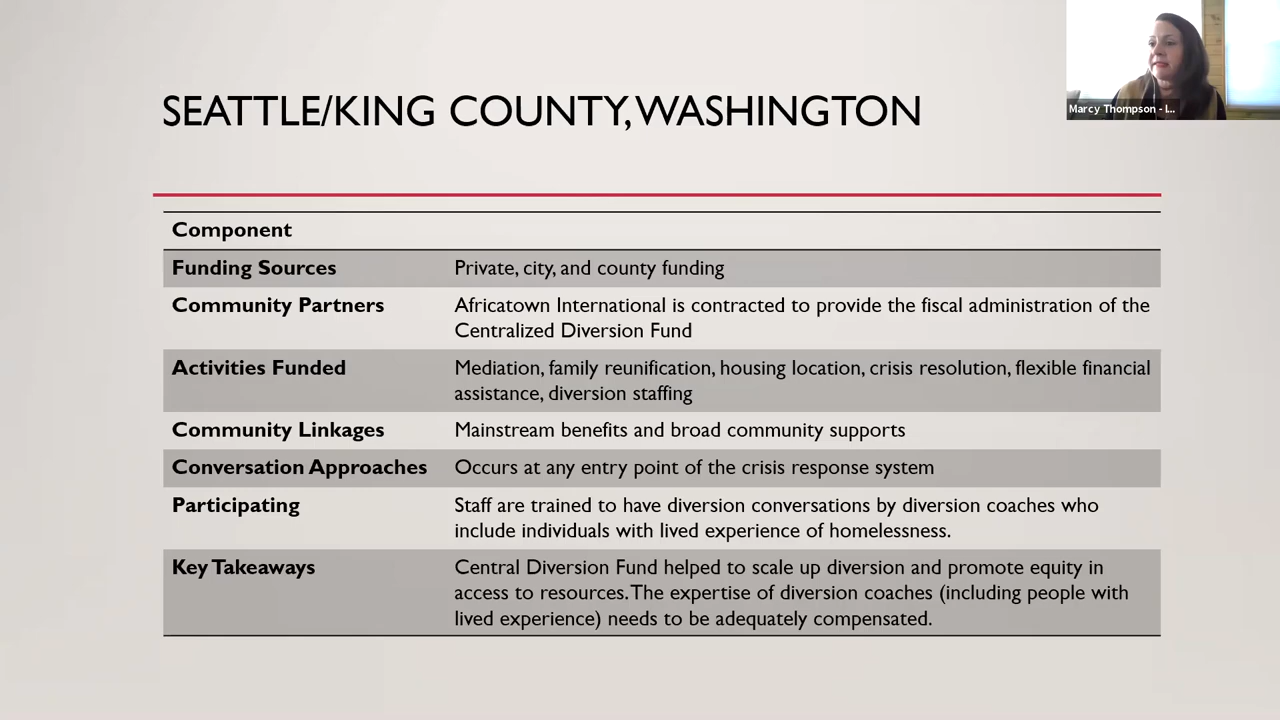 Marcy Thompson - I...
SEATTLE/KING COUNTY, WASHINGTON
Component
Funding Sources
Private, city, and county funding
Community Partners
Africatown International is contracted to provide the fiscal administration of the
Centralized Diversion Fund
Activities Funded
Mediation, family reunification, housing location, crisis resolution, flexible financial
assistance, diversion staffing
Community Linkages
Mainstream benefits and broad community supports
Conversation Approaches
Occurs at any entry point of the crisis response system
Participating
Staff are trained to have diversion conversations by diversion coaches who
include individuals with lived experience of homelessness.
Key Takeaways
Central Diversion Fund helped to scale up diversion and promote equity in
access to resources. The expertise of diversion coaches (including people with
lived experience) needs to be adequately compensated.